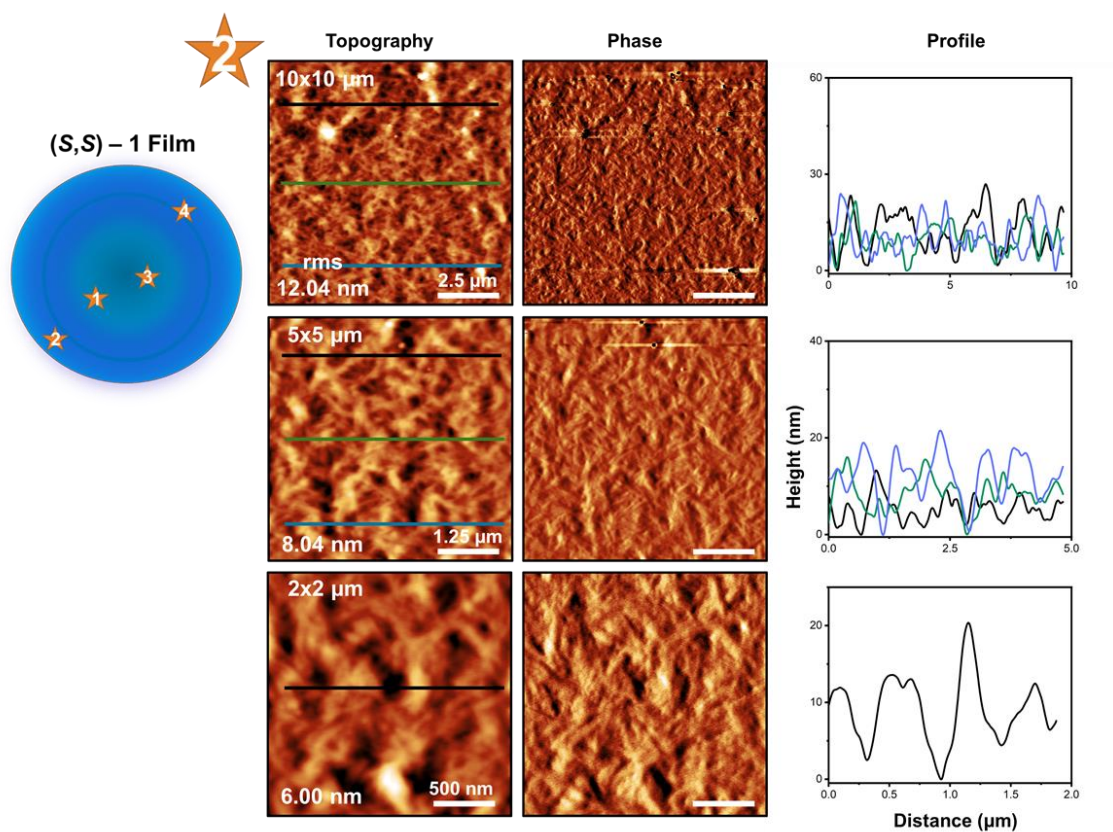 2
Topography
Phase
Profile
(S,S) – 1 Film
4
3
1
2
10x10 µm
rms
12.04 nm
2.5 µm
60
30
0
0
5
10
5x5 µm
8.04 nm
1.25 µm
Height (nm)
40
20
0
0.0
2.5
5.0
2x2 µm
6.00 nm
500 nm
20
10
0
0.0
0.5
1.0
1.5
2.0
Distance (µm)